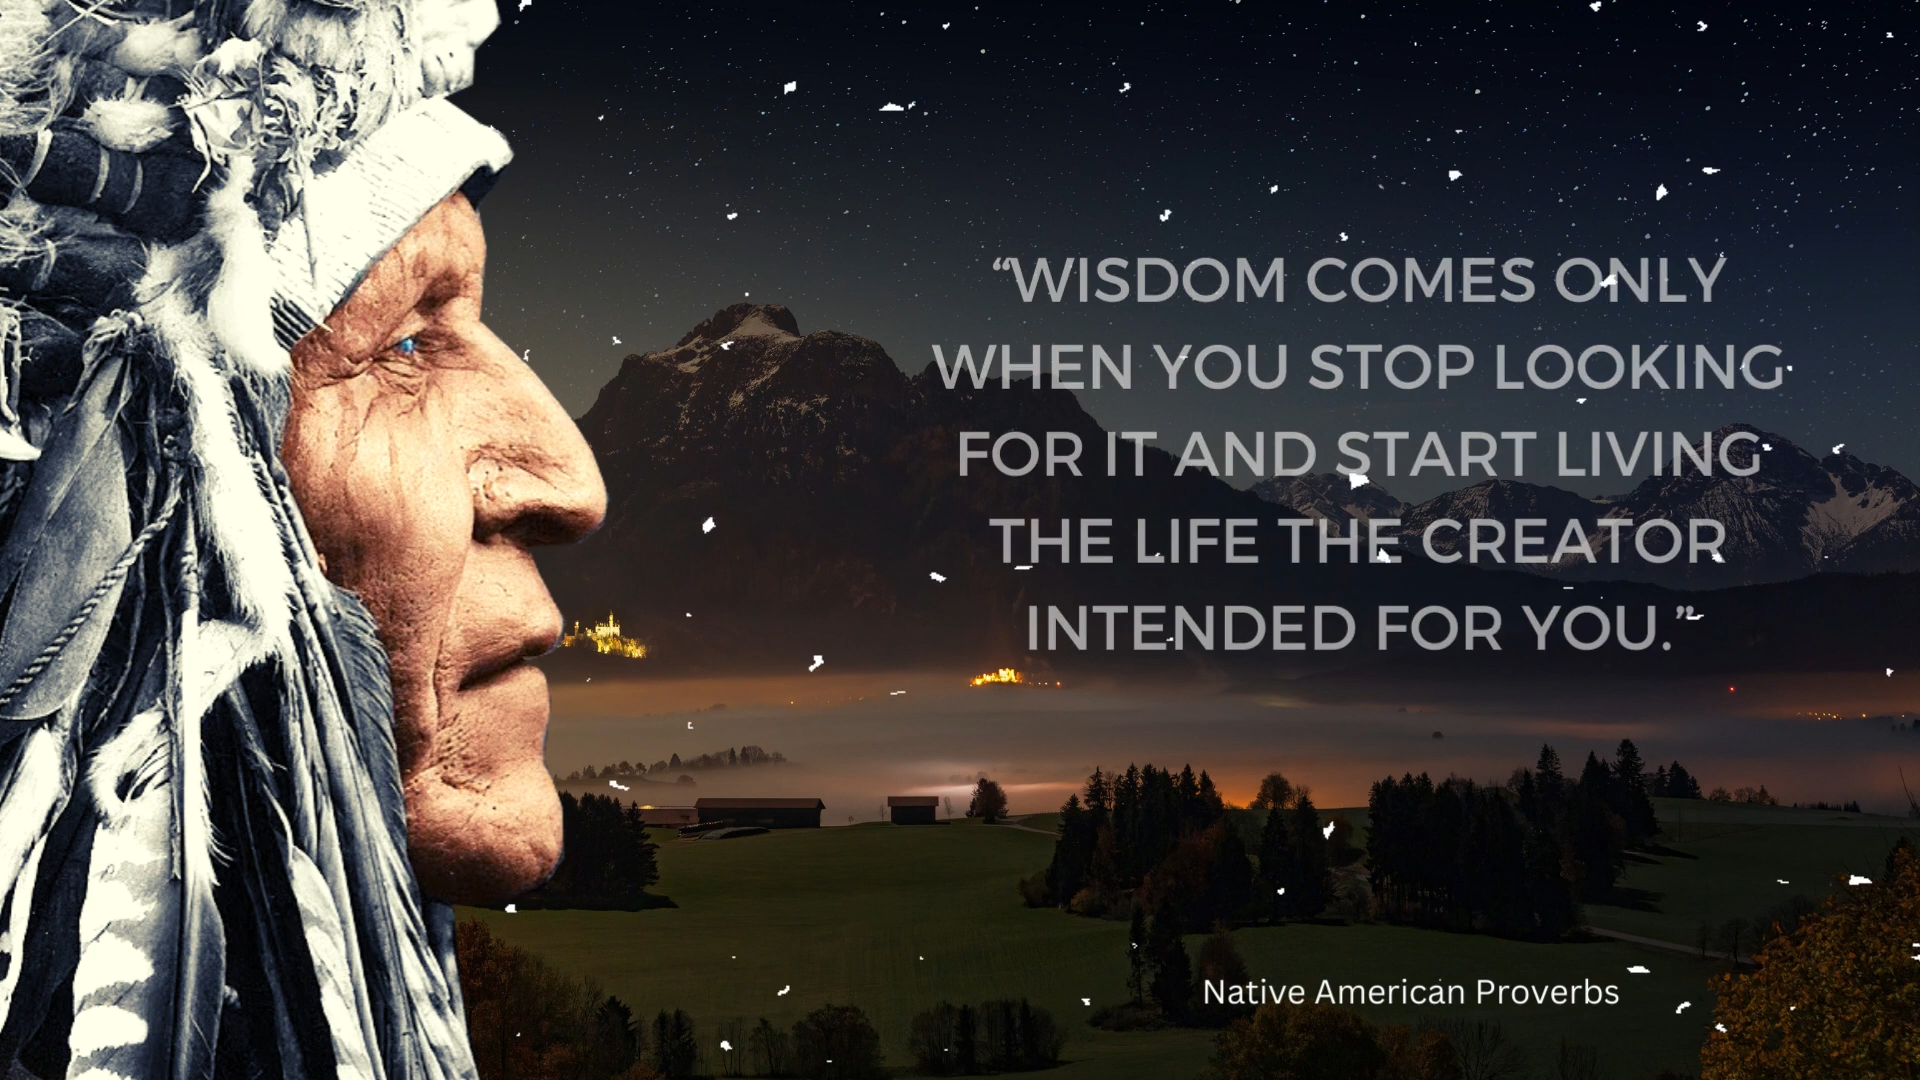 “WISDOM COMES ONLY
WHEN YOU STOP LOOKING
FOR IT AND START LIVING
THE LIFE THE CREATOR
INTENDED FOR YOU.”
Native American Proverbs